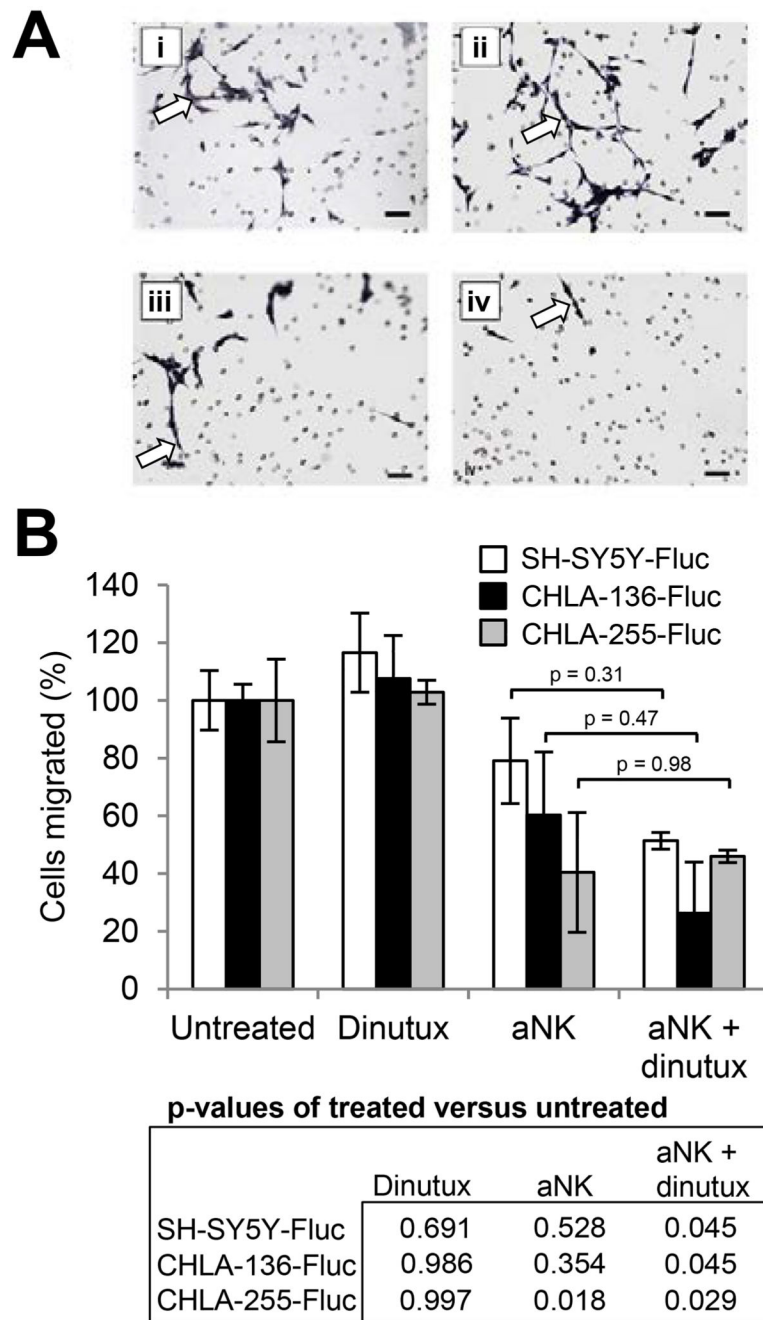 A
i
ii
iii
iv
iv
B
SH-SY5Y-Fluc
CHLA-136-Fluc
CHLA-255-Fluc
140
120
100
80
60
40
20
0
Cells migrated (%)
p = 0.31
p = 0.47
p = 0.98
Untreated Dinutux aNK aNK + dinutux
p-values of treated versus untreated
Dinutux aNK aNK + dinutux
SH-SY5Y-Fluc 0.691 0.528 0.045
CHLA-136-Fluc 0.986 0.354 0.045
CHLA-255-Fluc 0.997 0.018 0.029